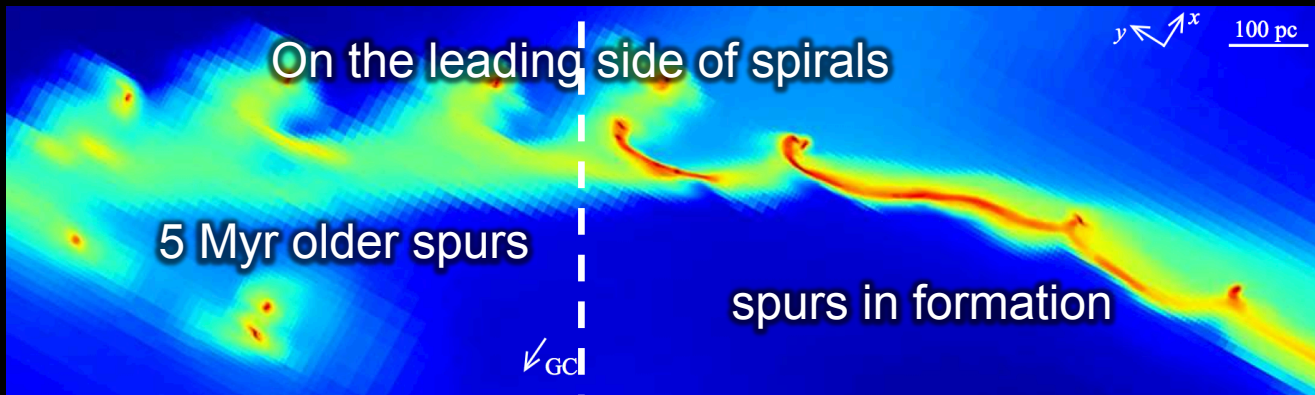 y x 100 pc
On the leading side of spirals
5 Myr older spurs
spurs in formation
GC